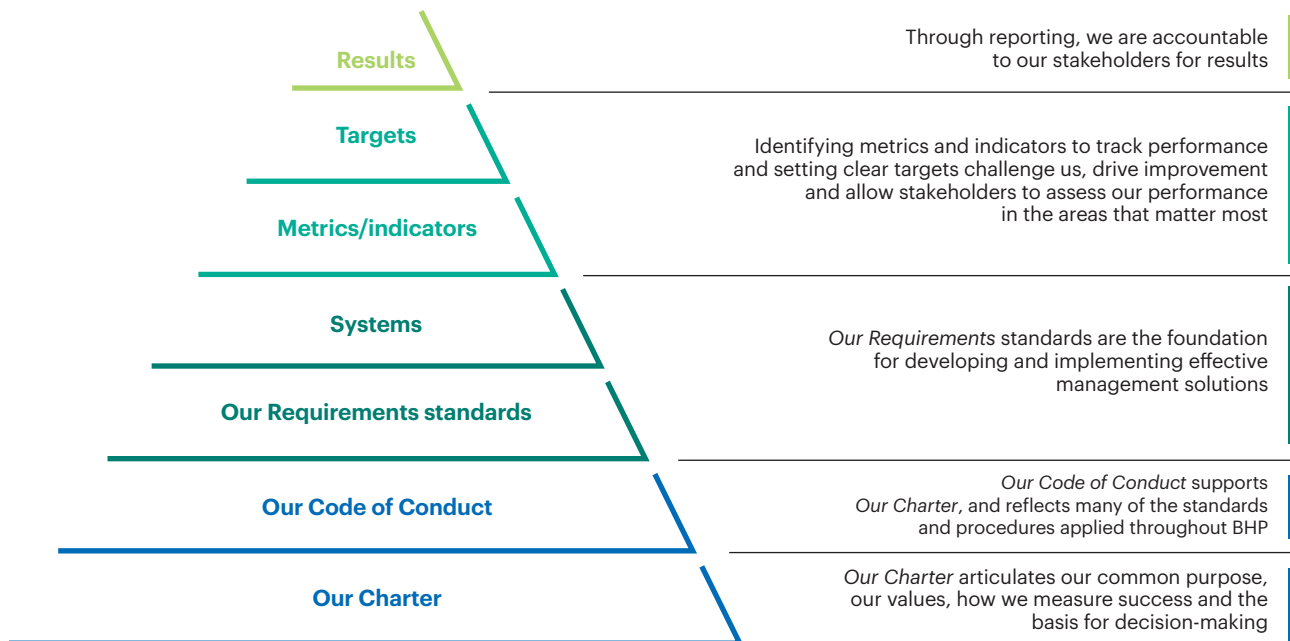 Results
Through reporting, we are accountable
to our stakeholders for results
Targets
Metrics/indicators
Identifying metrics and indicators to track performance
and setting clear targets challenge us, drive improvement
and allow stakeholders to assess our performance
in the areas that matter most
Systems
Our Requirements standards
Our Requirements standards are the foundation
for developing and implementing effective
management solutions
Our Code of Conduct
Our Code of Conduct supports
Our Charter, and reflects many of the standards
and procedures applied throughout BHP
Our Charter
Our Charter articulates our common purpose,
our values, how we measure success and the
basis for decision-making